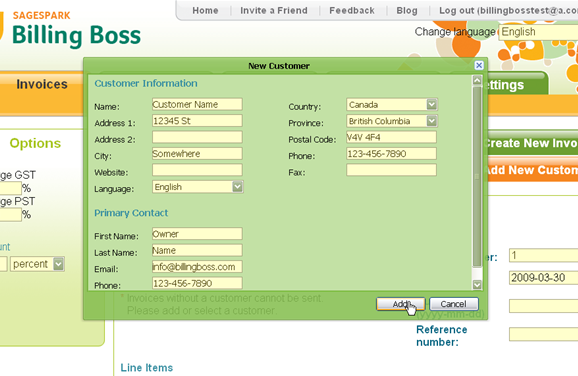 Home Invite a Friend Feedback Blog Log out (billingbosstest@a.co
SAGESPARK
Billing Boss
Change language English
Invoices
ettings
New Customer
Customer Information
Name: Customer Name
Address 1: 12345 St
Address 2:
City: Somewhere
Website:
Language: English
Country: Canada
Province: British Columbia
Postal Code: V4V 4F4
Phone: 123-456-7890
Fax:
Primary Contact
First Name: Owner
Last Name: Name
Email: info@billingboss.com
Phone: 123-456-7890
Add
Cancel
Options
ge GST
%
ge PST
%
unt
percent
Create New Invo
Add New Custom
er: 1
2009-03-30
(yyyy-mm-dd)
Reference
number:
* Invoices without a customer cannot be sent.
Please add or select a customer.
Line Items